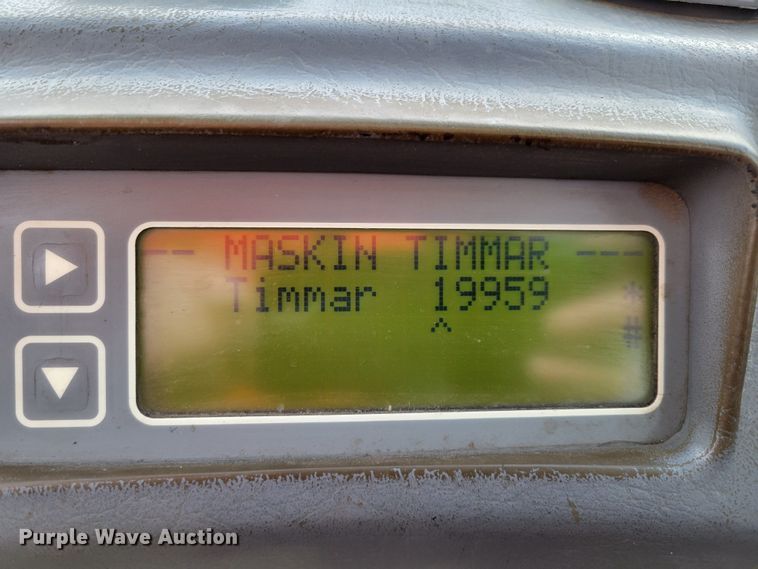 -- MASKIN TIMMAR ---
Timmar 19959 *
^ #
Purple Wave Auction